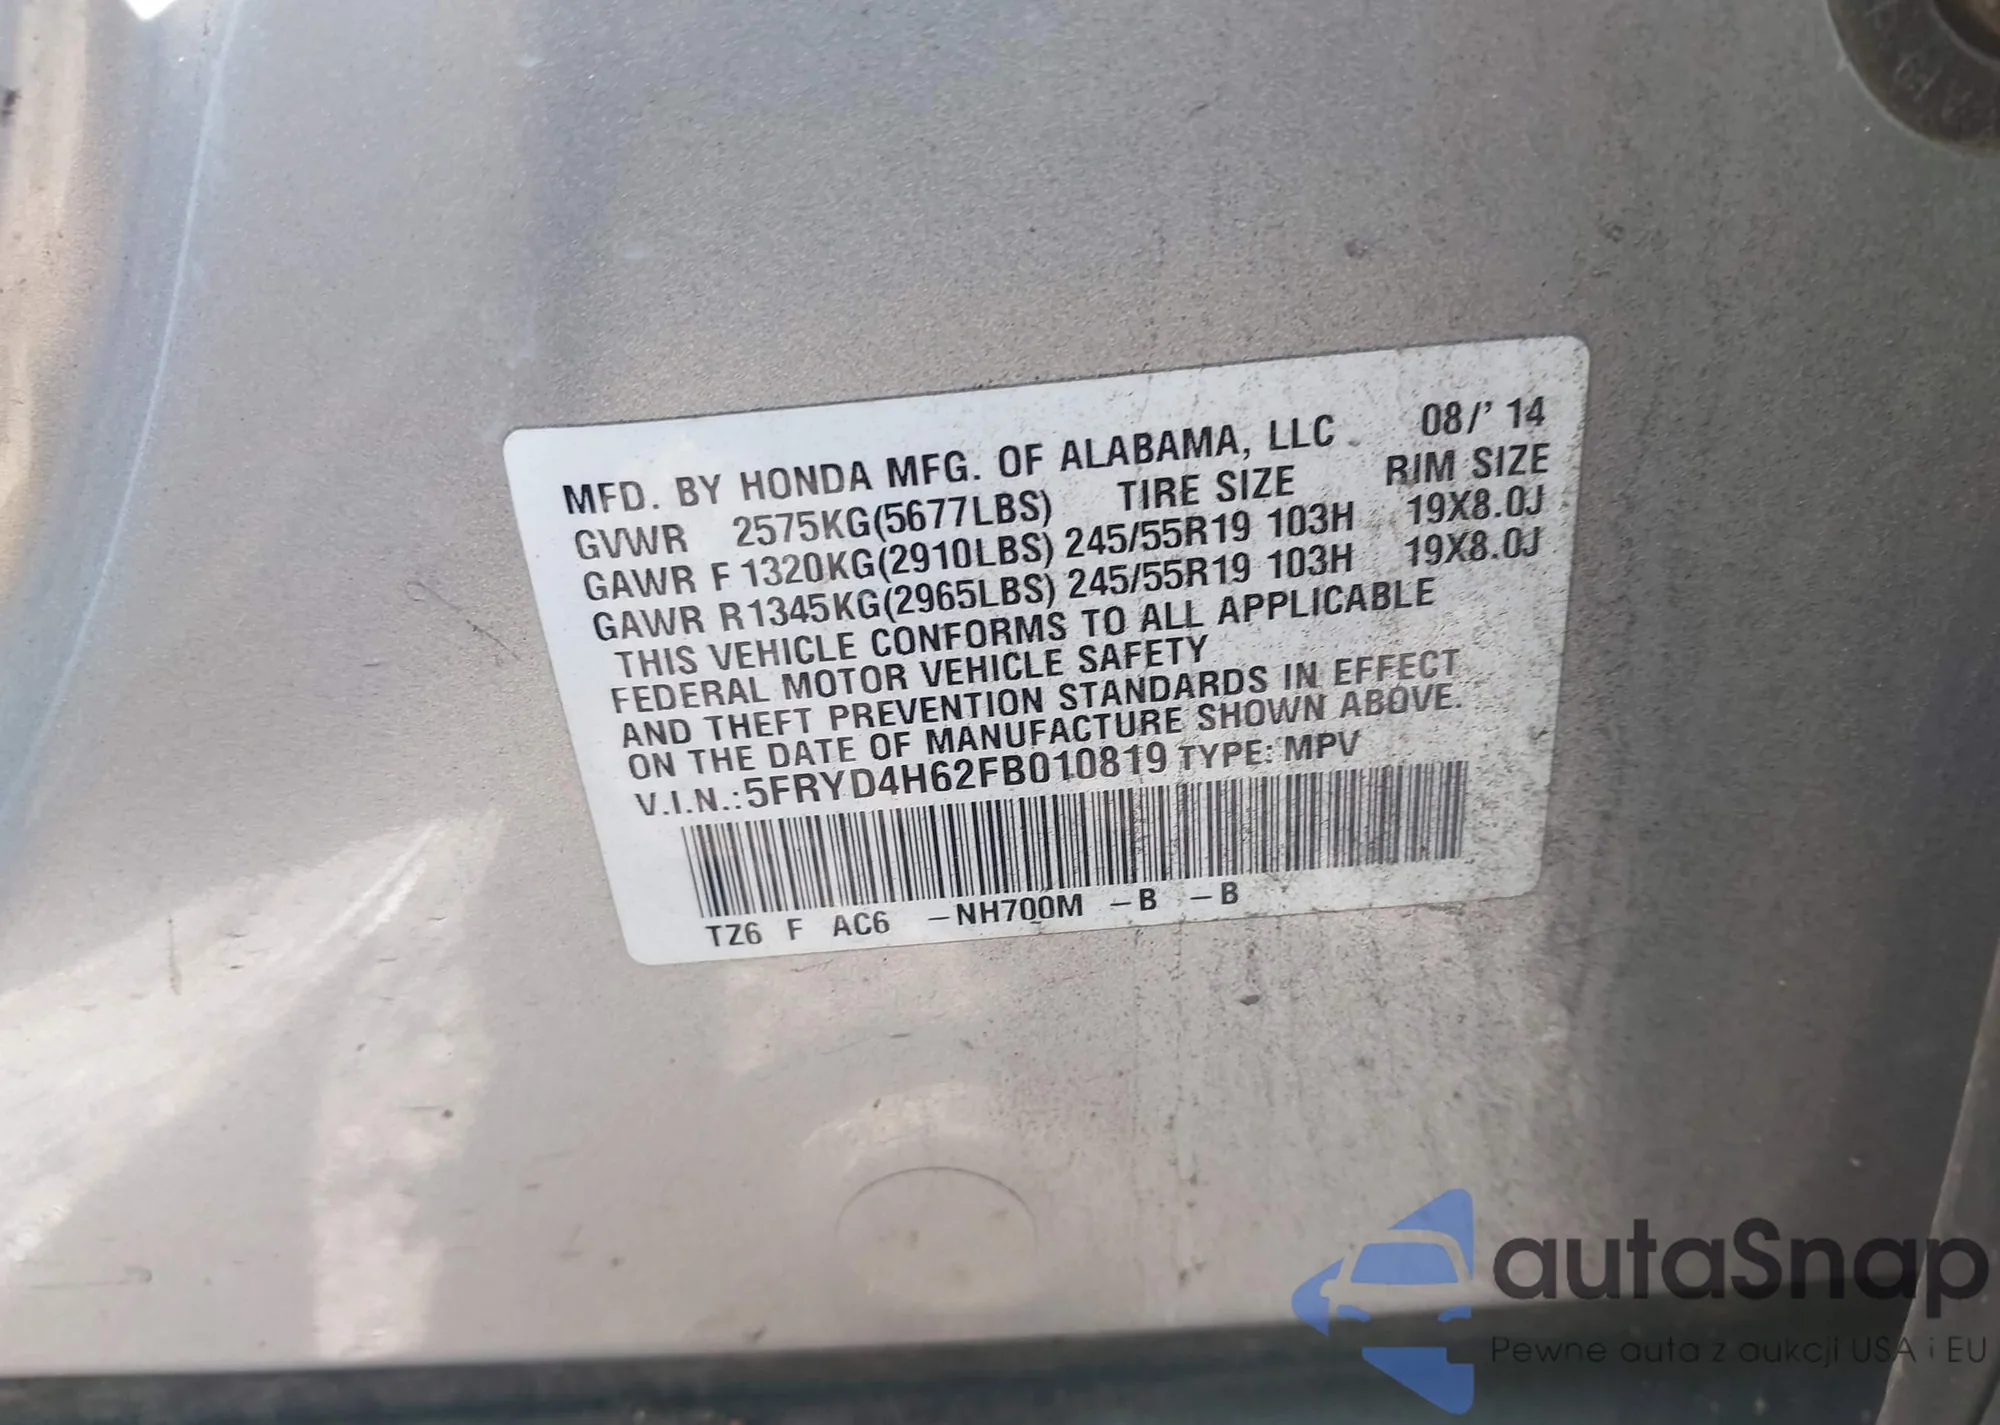 MFD. BY HONDA MFG. OF ALABAMA, LLC 08/' 14
GVWR 2575KG(5677LBS) TIRE SIZE RIM SIZE
GAWR F 1320KG(2910LBS) 245/55R19 103H 19X8.0J
GAWR R1345KG(2965LBS) 245/55R19 103H 19X8.0J
THIS VEHICLE CONFORMS TO ALL APPLICABLE
FEDERAL MOTOR VEHICLE SAFETY
AND THEFT PREVENTION STANDARDS IN EFFECT
ON THE DATE OF MANUFACTURE SHOWN ABOVE.
V.I.N.:5FRYD4H62FB010819 TYPE: MPV
TZ6 F AC6 -NH700M -B -B
autaSnap
Pewne auta z aukcji USA i EU